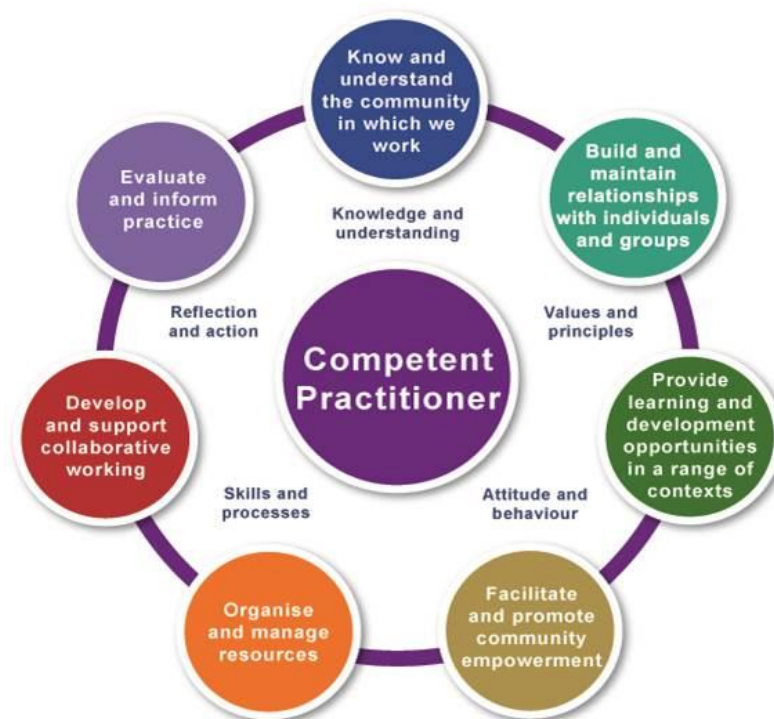 Know and
understand
the community
in which we
work
Build and
maintain
relationships
with individuals
and groups
Provide
learning and
development
opportunities
in a range of
contexts
Facilitate
and promote
community
empowerment
Organise
and manage
resources
Develop
and support
collaborative
working
Evaluate
and inform
practice
Knowledge and
understanding
Values and
principles
Attitude and
behaviour
Skills and
processes
Reflection
and action
Competent
Practitioner